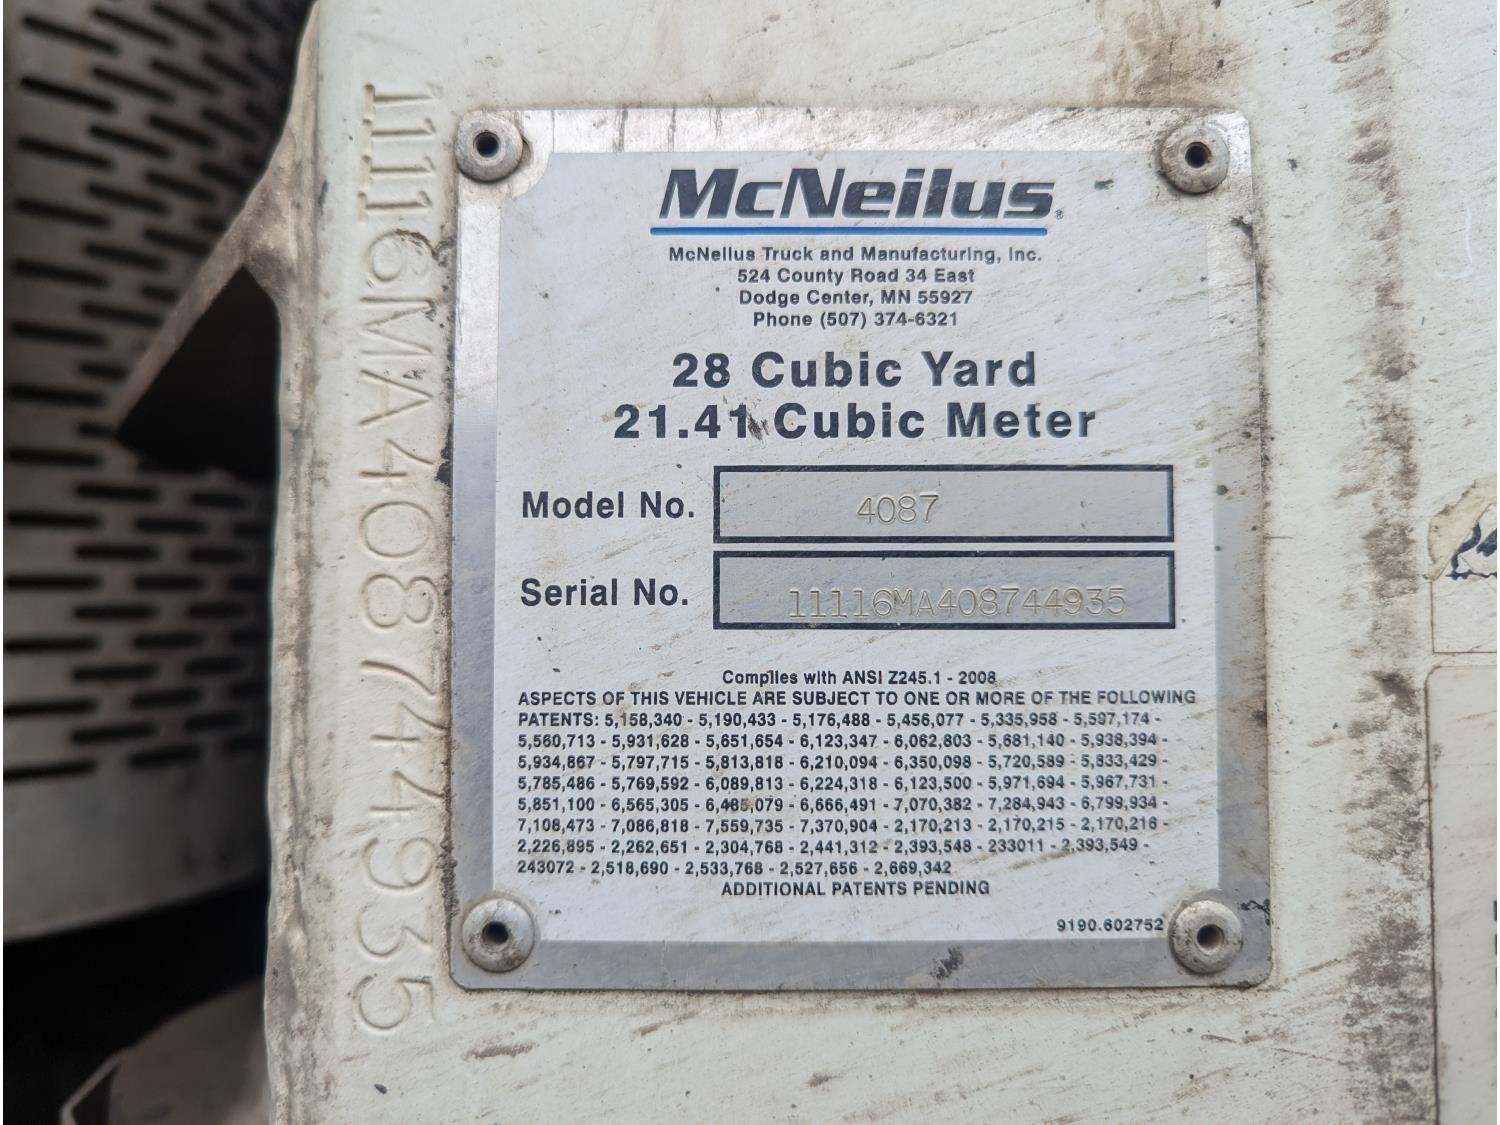 11116MA408744935
McNeilus
McNeilus Truck and Manufacturing, Inc.
524 County Road 34 East
Dodge Center, MN 55927
Phone (507) 374-6321
28 Cubic Yard
21.41 Cubic Meter
Model No. 4087
Serial No. 11116MA408744935
Complies with ANSI Z245.1 - 2008
ASPECTS OF THIS VEHICLE ARE SUBJECT TO ONE OR MORE OF THE FOLLOWING
PATENTS: 5,158,340 - 5,190,433 - 5,176,488 - 5,456,077 - 5,335,958 - 5,597,174 -
5,560,713 - 5,931,628 - 5,651,654 - 6,123,347 - 6,062,803 - 5,681,140 - 5,938,394 -
5,934,867 - 5,797,715 - 5,813,818 - 6,210,094 - 6,350,098 - 5,720,589 - 5,833,429 -
5,785,486 - 5,769,592 - 6,089,813 - 6,224,318 - 6,123,500 - 5,971,694 - 5,967,731 -
5,851,100 - 6,565,305 - 6,485,079 - 6,666,491 - 7,070,382 - 7,284,943 - 6,799,934 -
7,108,473 - 7,086,818 - 7,559,735 - 7,370,904 - 2,170,213 - 2,170,215 - 2,170,216 -
2,226,895 - 2,262,651 - 2,304,768 - 2,441,312 - 2,393,548 - 233011 - 2,393,549 -
243072 - 2,518,690 - 2,533,768 - 2,527,656 - 2,669,342
ADDITIONAL PATENTS PENDING
9190.602752